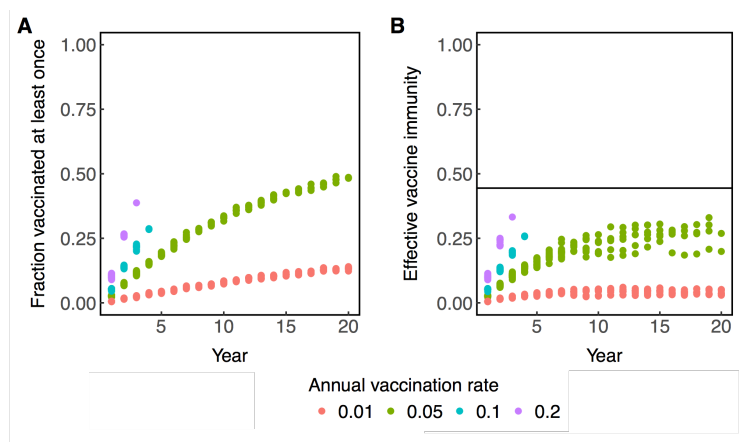 A
B
Fraction vaccinated at least once
1.00
0.75
0.50
0.25
0.00
5
10
15
20
Year
Effective vaccine immunity
1.00
0.75
0.50
0.25
0.00
5
10
15
20
Year
Annual vaccination rate
0.01 0.05 0.1 0.2